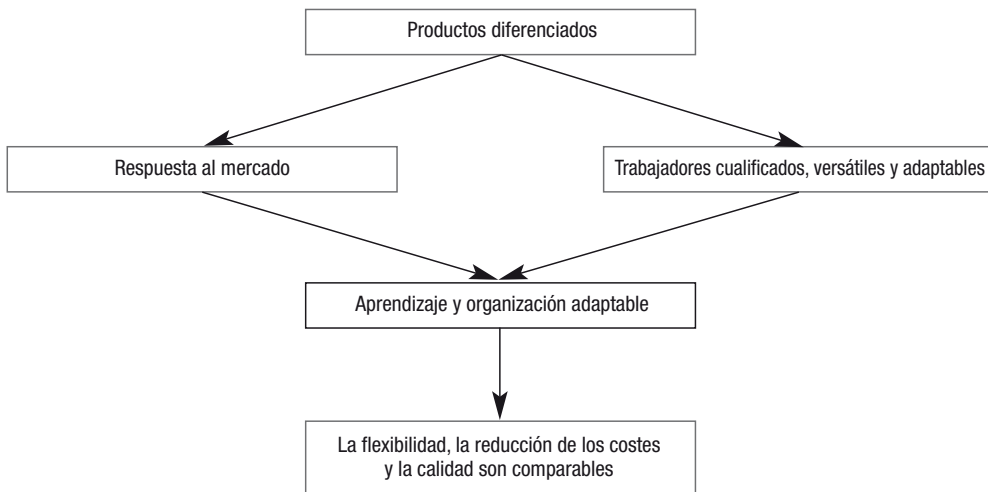 Productos diferenciados
Respuesta al mercado
Trabajadores cualificados, versátiles y adaptables
Aprendizaje y organización adaptable
La flexibilidad, la reducción de los costes
y la calidad son comparables